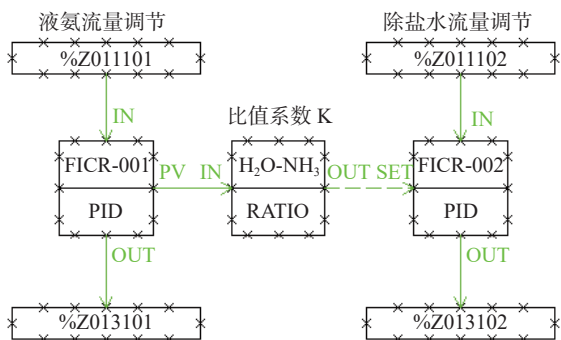 液氨流量调节
除盐水流量调节
%Z011101
%Z011102
IN
IN
比值系数 K
FICR-001
PV
IN
H₂O-NH₃
OUT
SET
FICR-002
PID
RATIO
PID
OUT
OUT
%Z013101
%Z013102